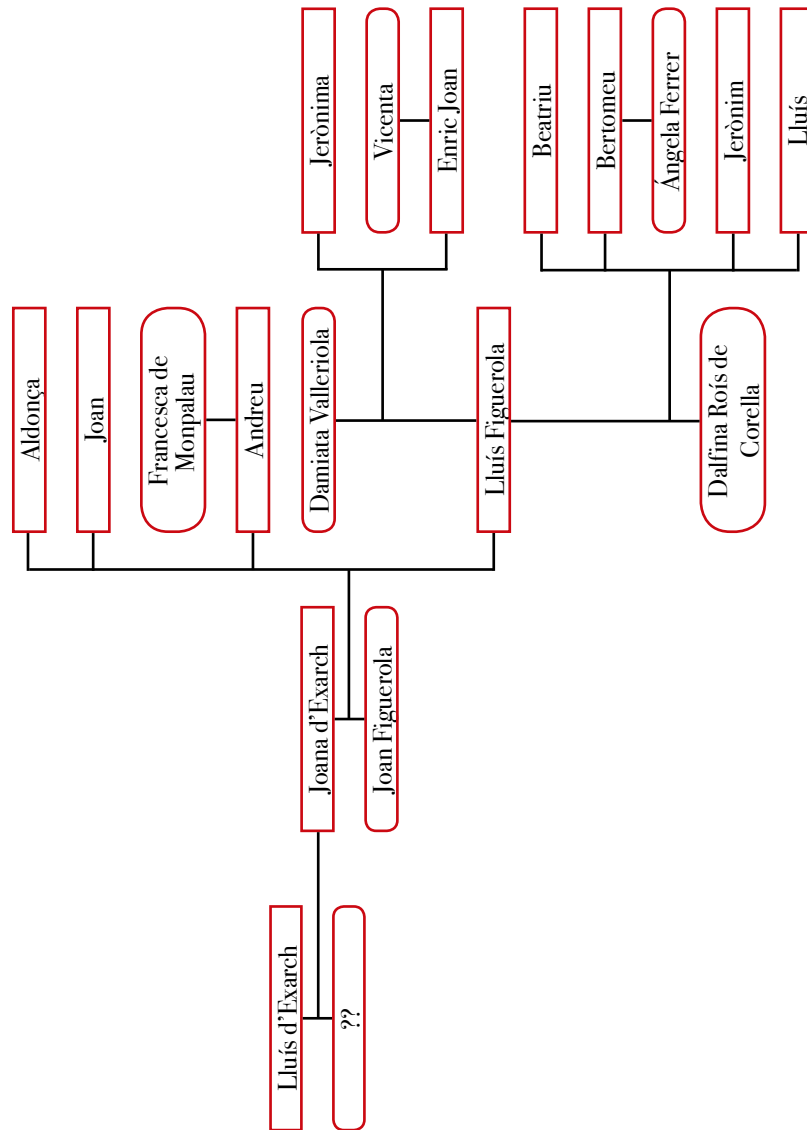 Lluís d’Exarch
??
Joana d’Exarch
Joan Figuerola
Aldonça
Joan
Francesca de
Monpalau
Andreu
Damiata Valleriola
Lluís Figuerola
Dalfina Roís de
Corella
Jerònima
Vicenta
Enric Joan
Beatriu
Bertomeu
Ángela Ferrer
Jerònim
Lluís